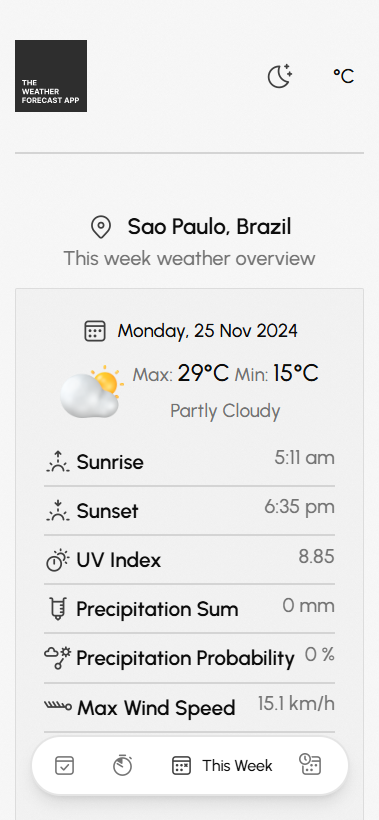 THE
WEATHER
FORECAST APP
°C
Sao Paulo, Brazil
This week weather overview
Monday, 25 Nov 2024
Max: 29°C Min: 15°C
Partly Cloudy
Sunrise 5:11 am
Sunset 6:35 pm
UV Index 8.85
Precipitation Sum 0 mm
Precipitation Probability 0 %
Max Wind Speed 15.1 km/h
This Week